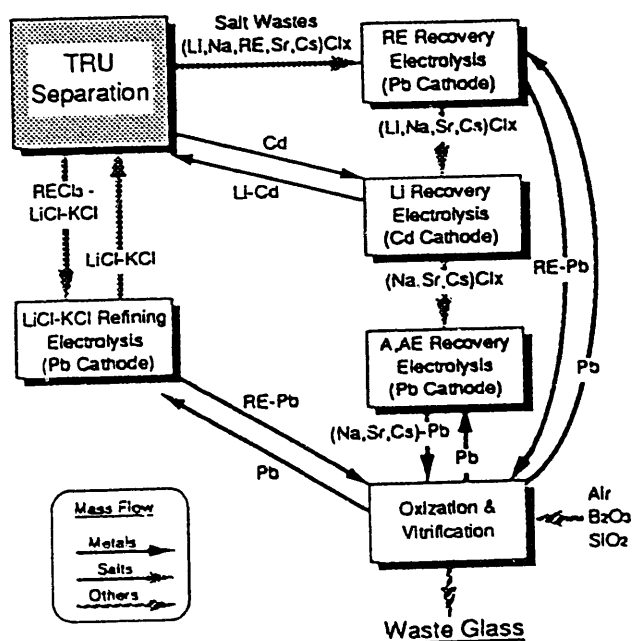 Salt Wastes
(Li,Na,RE,Sr,Cs)Clx
TRU
Separation
RE Recovery
Electrolysis
(Pb Cathode)
(Li,Na,Sr,Cs)Clx
Cd
Li-Cd
Li Recovery
Electrolysis
(Cd Cathode)
RECl3 -
LiCl-KCl
LiCl-KCl
(Na.Sr,Cs)Clx
RE-Pb
LiCl-KCl Refining
Electrolysis
(Pb Cathode)
A,AE Recovery
Electrolysis
(Pb Cathode)
Pb
RE-Pb
(Na,Sr,Cs)-Pb
Pb
Pb
Oxization &
Vitrification
Air
B2O3
SiO2
Mass Flow
Metals
Salts
Others
Waste Glass